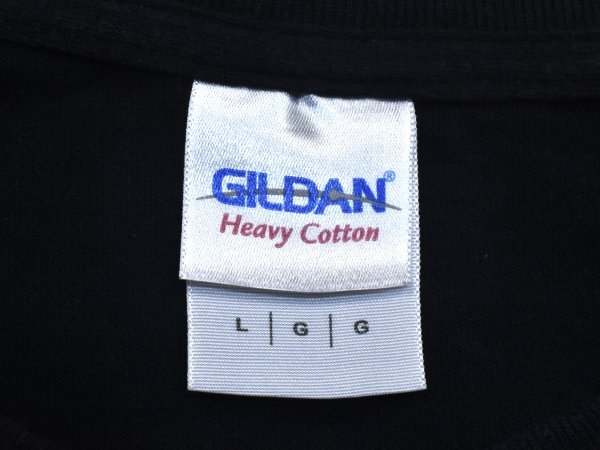 GILDAN®
Heavy Cotton
L | G | G